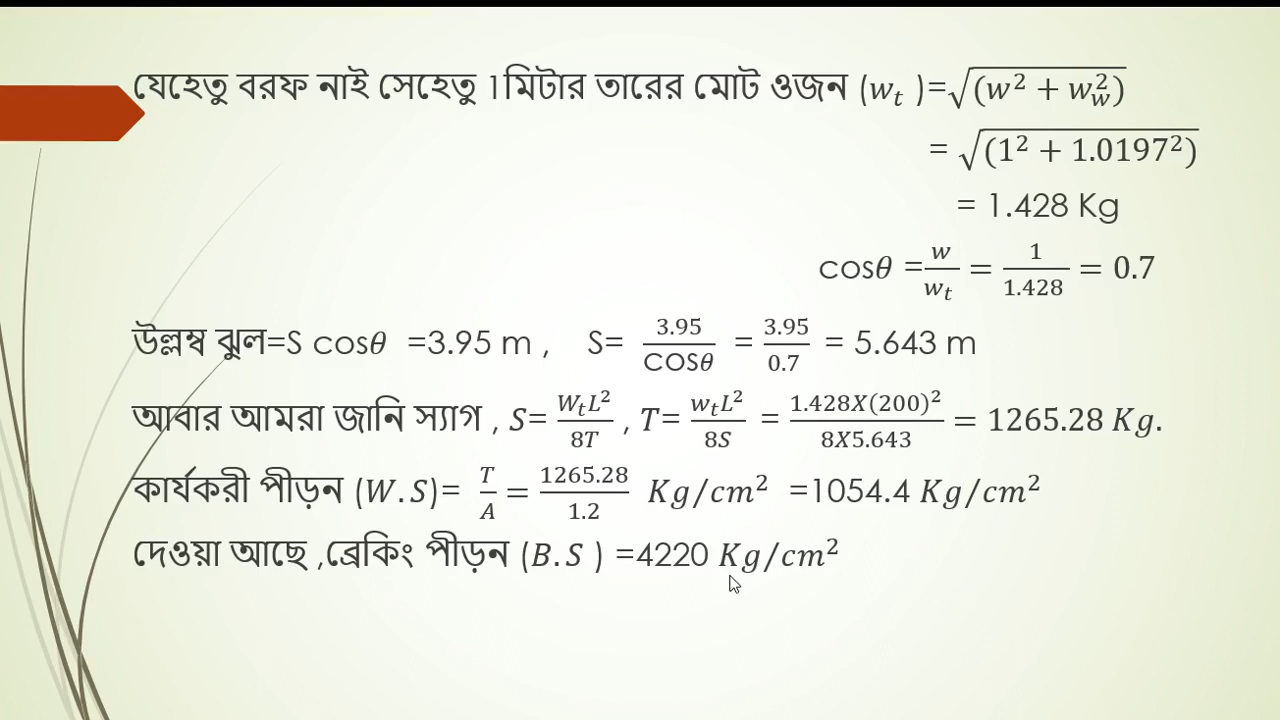 যেহেতু বরফ নাই সেহেতু 1মিটার তারের মোট ওজন (w_t )=√((w² + w_w²))
= √((1² + 1.0197²))
= 1.428 Kg
cosθ =w/w_t = 1/1.428 = 0.7
উল্লম্ব ঝুল=S cosθ =3.95 m , S= 3.95/COSθ = 3.95/0.7 = 5.643 m
আবার আমরা জানি স্যাগ , S= W_tL²/8T , T= w_tL²/8S = 1.428X(200)²/8X5.643 = 1265.28 Kg.
কার্যকরী পীড়ন (W.S)= T/A = 1265.28/1.2 Kg/cm² =1054.4 Kg/cm²
দেওয়া আছে ,ব্রেকিং পীড়ন (B.S ) =4220 Kg/cm²